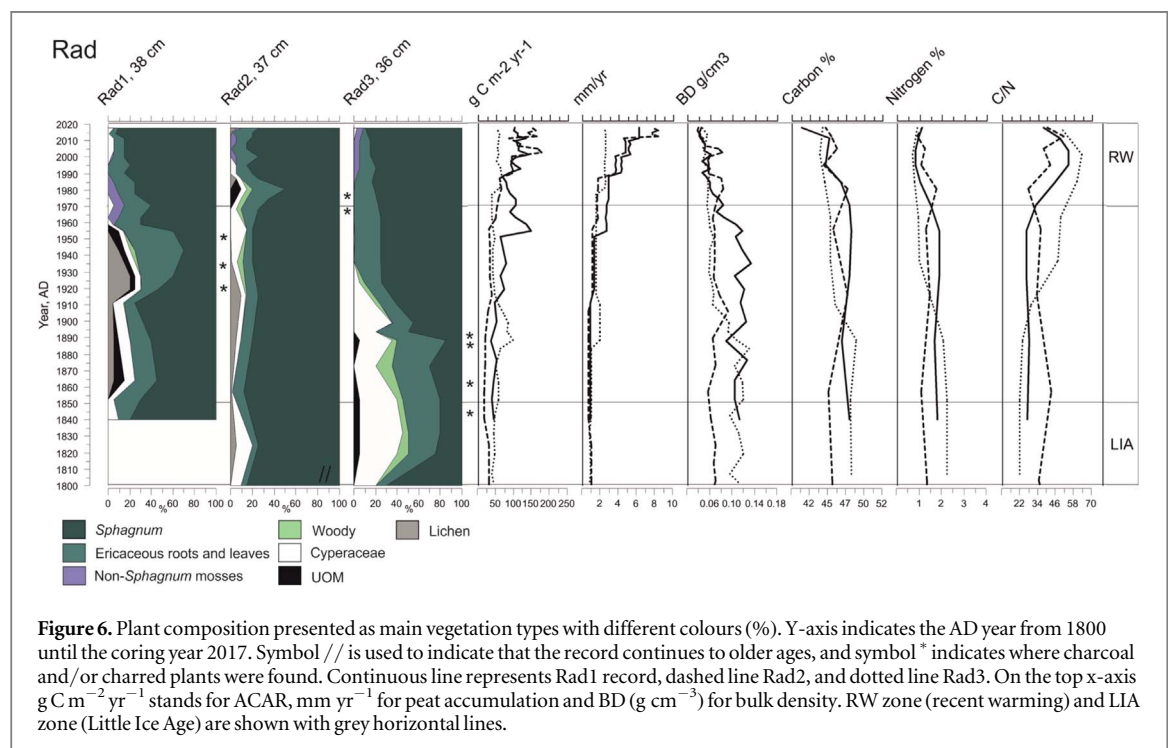 Rad
Rad1, 38 cm
Rad2, 37 cm
Rad3, 36 cm
g C m-2 yr-1
mm/yr
BD g/cm3
Carbon %
Nitrogen %
C/N
Year, AD
2020
2010
2000
1990
1980
1970
1960
1950
1940
1930
1920
1910
1900
1890
1880
1870
1860
1850
1840
1830
1820
1810
1800
*
*
*
*
*
*
*
*
*
//
RW
LIA
0 20 40 60 80 100
%
0 20 40 60 80 100
%
0 20 40 60 80 100
%
50 100 150 200 250
2 4 6 8 10
0.06 0.10 0.14 0.18
42 45 47 50 52
1 2 3 4
22 34 46 58 70
Sphagnum
Ericaceous roots and leaves
Non-Sphagnum mosses
Woody
Cyperaceae
UOM
Lichen
Figure 6. Plant composition presented as main vegetation types with different colours (%). Y-axis indicates the AD year from 1800
until the coring year 2017. Symbol // is used to indicate that the record continues to older ages, and symbol * indicates where charcoal
and/or charred plants were found. Continuous line represents Rad1 record, dashed line Rad2, and dotted line Rad3. On the top x-axis
g C m−2 yr−1 stands for ACAR, mm yr−1 for peat accumulation and BD (g cm−3) for bulk density. RW zone (recent warming) and LIA
zone (Little Ice Age) are shown with grey horizontal lines.